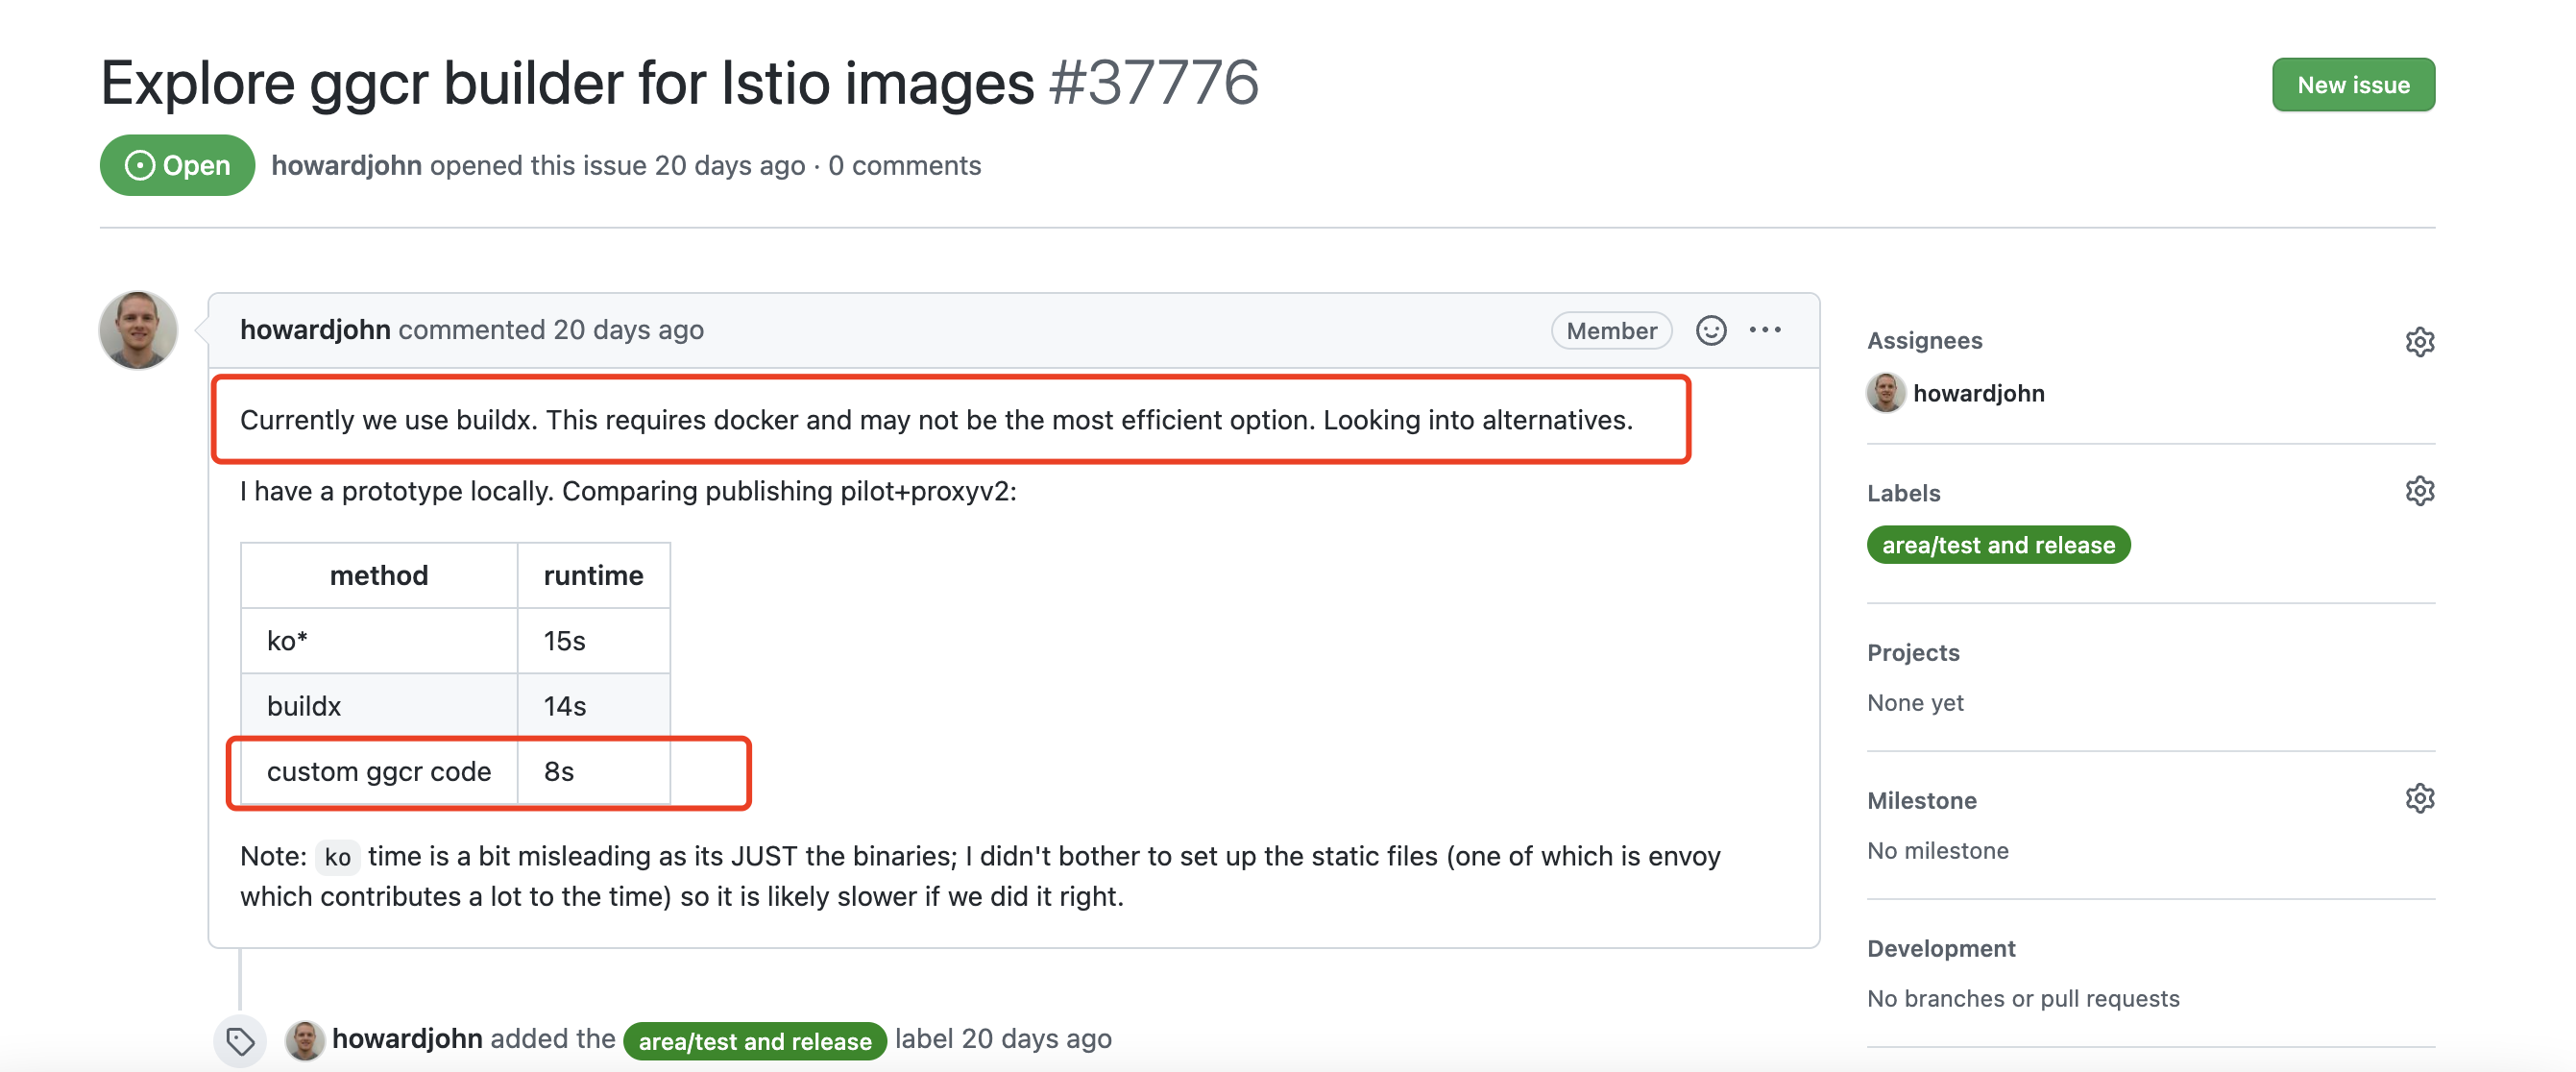 Explore ggcr builder for Istio images #37776
New issue
Open
howardjohn opened this issue 20 days ago · 0 comments
howardjohn commented 20 days ago
Member
Currently we use buildx. This requires docker and may not be the most efficient option. Looking into alternatives.
I have a prototype locally. Comparing publishing pilot+proxyv2:
method runtime
ko* 15s
buildx 14s
custom ggcr code 8s
Note: ko time is a bit misleading as its JUST the binaries; I didn't bother to set up the static files (one of which is envoy
which contributes a lot to the time) so it is likely slower if we did it right.
howardjohn added the area/test and release label 20 days ago
Assignees
howardjohn
Labels
area/test and release
Projects
None yet
Milestone
No milestone
Development
No branches or pull requests